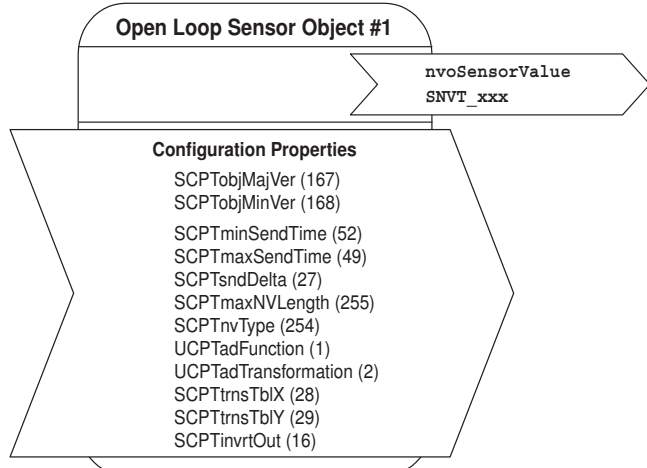 Open Loop Sensor Object #1
nvoSensorValue
SNVT_xxx
Configuration Properties
SCPTobjMajVer (167)
SCPTobjMinVer (168)
SCPTminSendTime (52)
SCPTmaxSendTime (49)
SCPTsndDelta (27)
SCPTmaxNVLength (255)
SCPTnvType (254)
UCPTadFunction (1)
UCPTadTransformation (2)
SCPTtrnsTblX (28)
SCPTtrnsTblY (29)
SCPTinvrtOut (16)